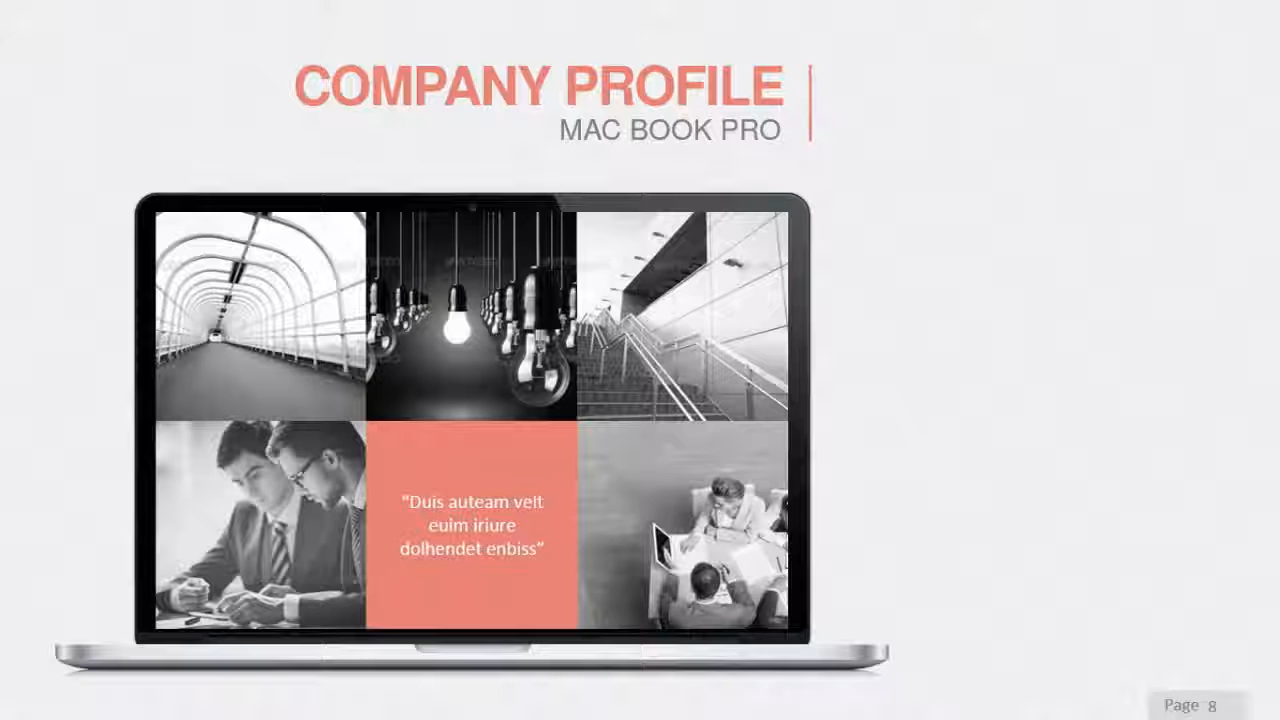 COMPANY PROFILE
MAC BOOK PRO
“Duis auteam velt
euim iriure
dolhendet enbiss”
Page 8